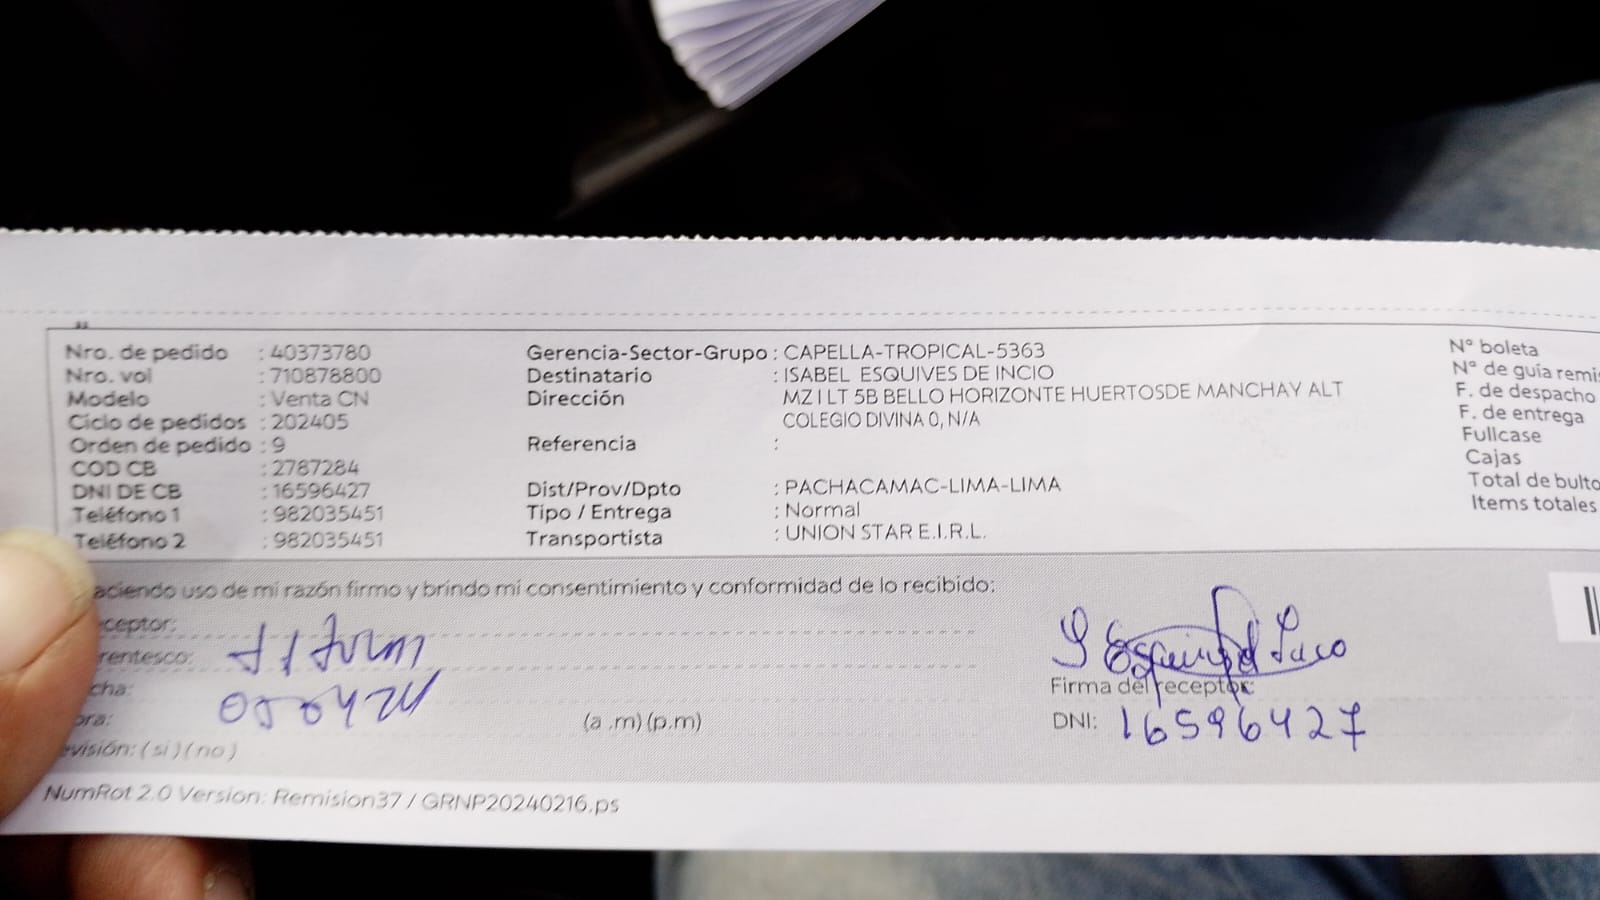 Nro. de pedido : 40373780
Nro. vol : 710878800
Modelo : Venta CN
Ciclo de pedidos : 202405
Orden de pedido : 9
COD CB : 2787284
DNI DE CB : 16596427
Teléfono 1 : 982035451
Teléfono 2 : 982035451
Gerencia-Sector-Grupo : CAPELLA-TROPICAL-5363
Destinatario : ISABEL ESQUIVES DE INCIO
Dirección MZ I LT 5B BELLO HORIZONTE HUERTOSDE MANCHAY ALT
COLEGIO DIVINA 0, N/A
Referencia :
Dist/Prov/Dpto : PACHACAMAC-LIMA-LIMA
Tipo / Entrega : Normal
Transportista : UNION STAR E.I.R.L.
N° boleta
N° de guía remis
F. de despacho
F. de entrega
Fullcase
Cajas
Total de bulto
Items totales
aciendo uso de mi razón firmo y brindo mi consentimiento y conformidad de lo recibido:
ceptor:
rentesco:
cha:
ora: (a .m) (p.m)
evisión: ( si ) ( no )
Firma del receptor:
DNI: 16596427
NumRot 2.0 Version: Remision37 / GRNP20240216.ps